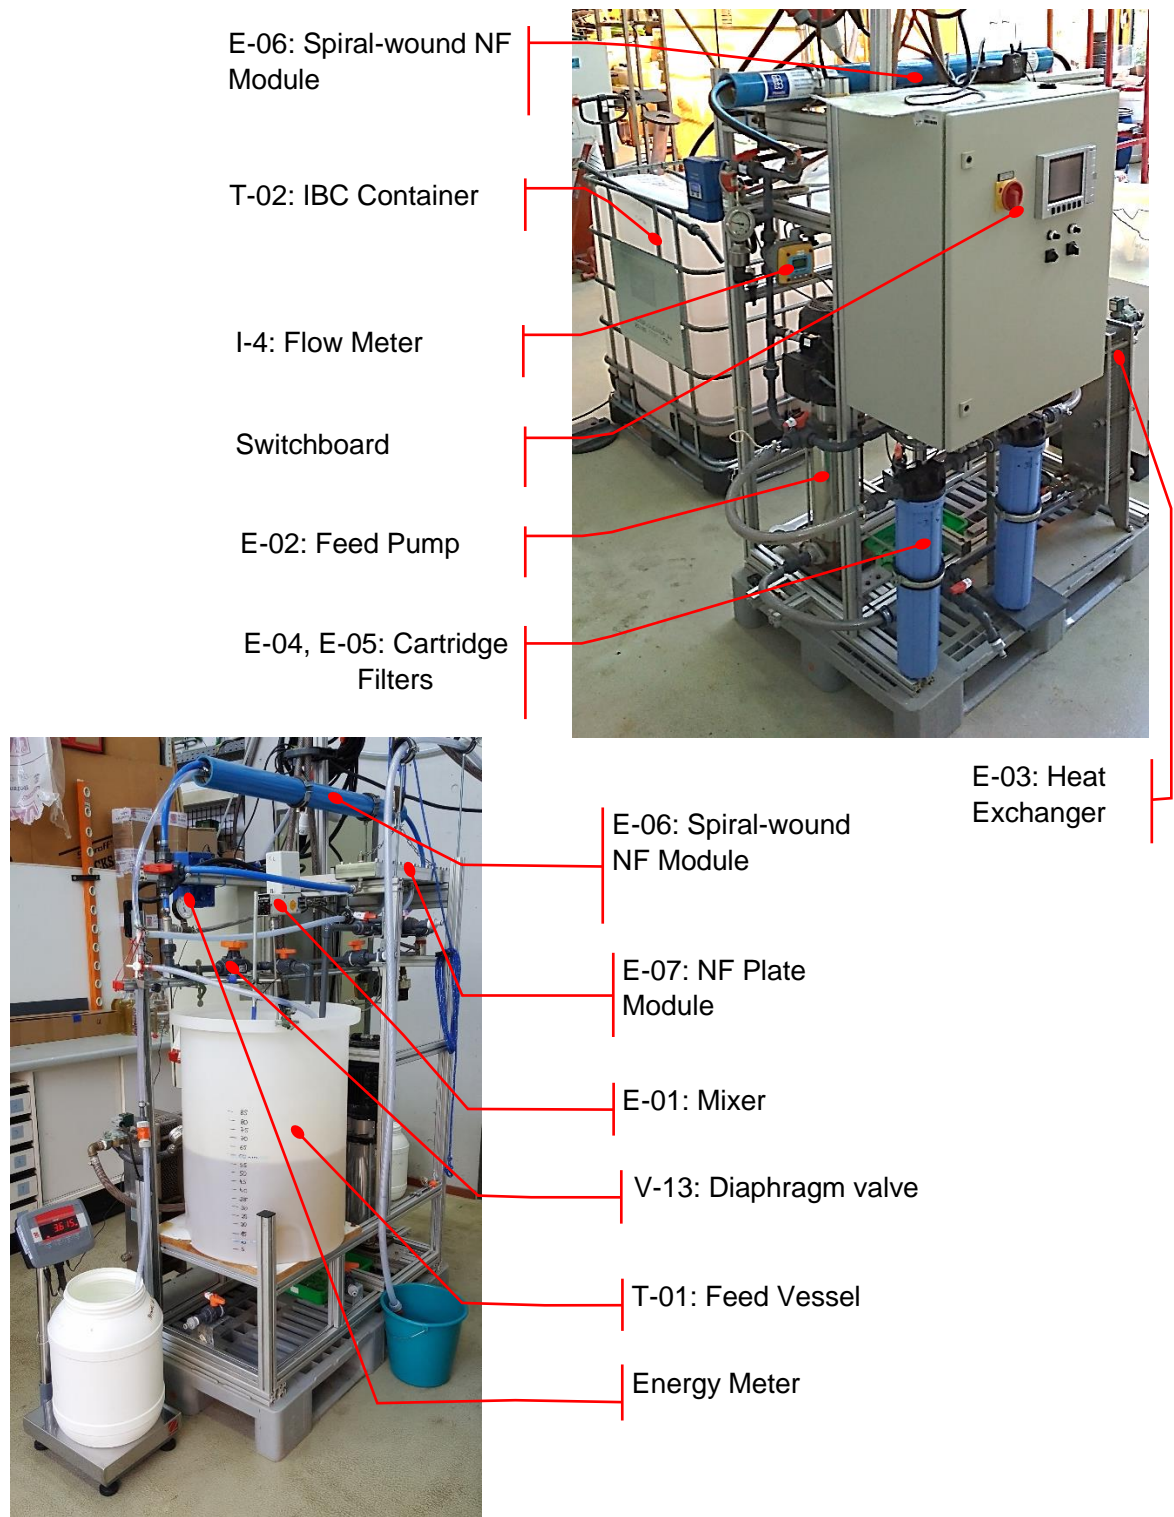 E-06: Spiral-wound NF
Module
T-02: IBC Container
I-4: Flow Meter
Switchboard
E-02: Feed Pump
E-04, E-05: Cartridge
Filters
E-03: Heat
Exchanger
E-06: Spiral-wound
NF Module
E-07: NF Plate
Module
E-01: Mixer
V-13: Diaphragm valve
T-01: Feed Vessel
Energy Meter